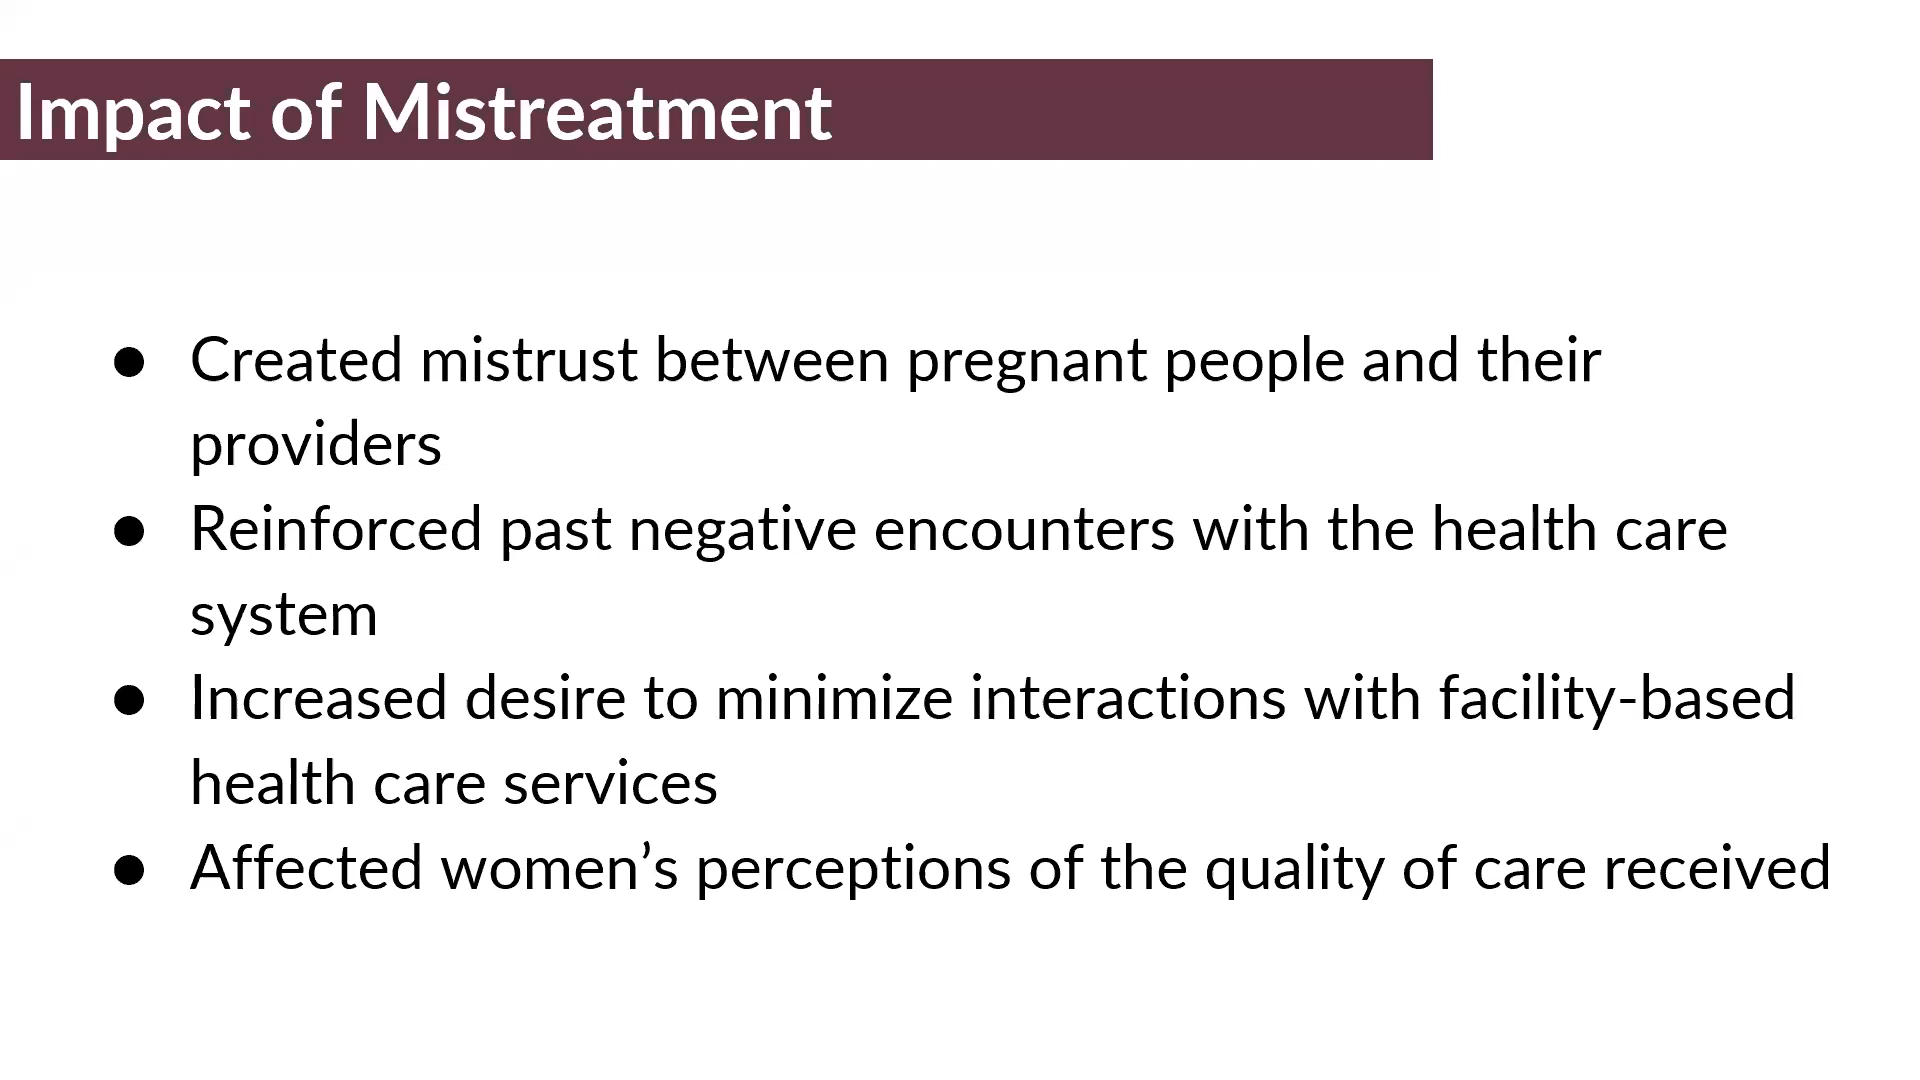 Impact of Mistreatment
● Created mistrust between pregnant people and their
providers
● Reinforced past negative encounters with the health care
system
● Increased desire to minimize interactions with facility-based
health care services
● Affected women’s perceptions of the quality of care received